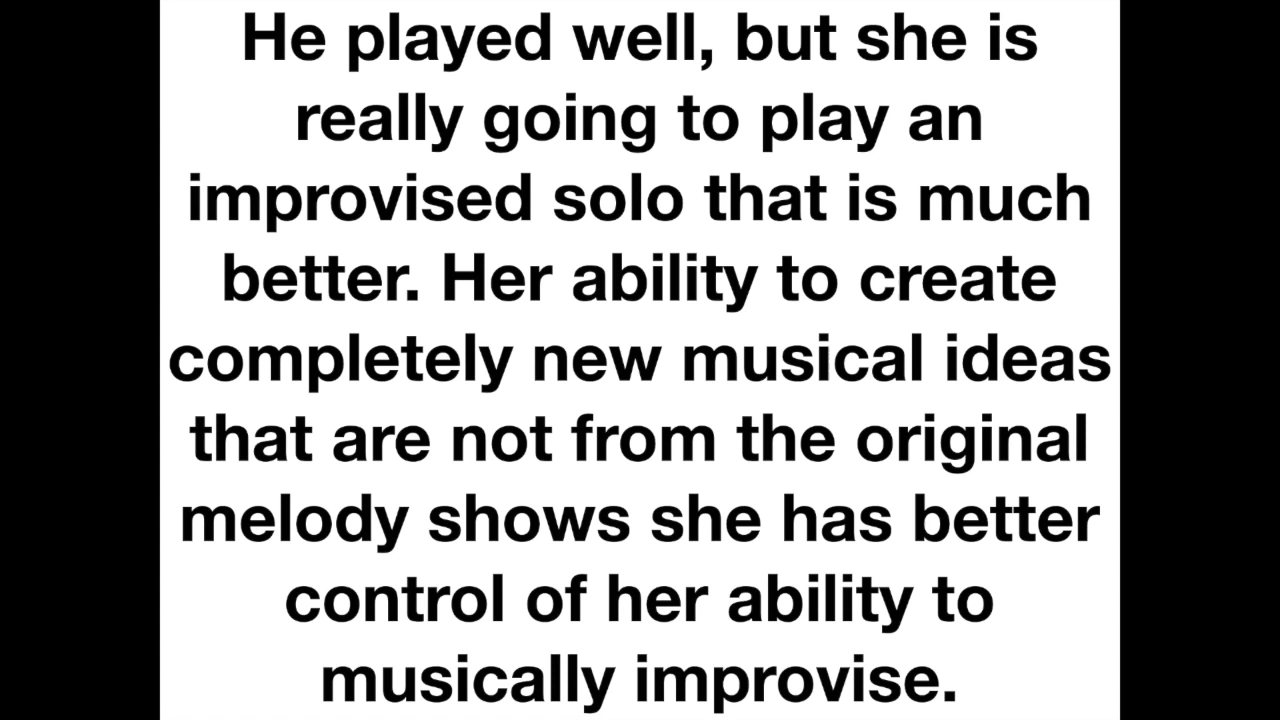 He played well, but she is
really going to play an
improvised solo that is much
better. Her ability to create
completely new musical ideas
that are not from the original
melody shows she has better
control of her ability to
musically improvise.